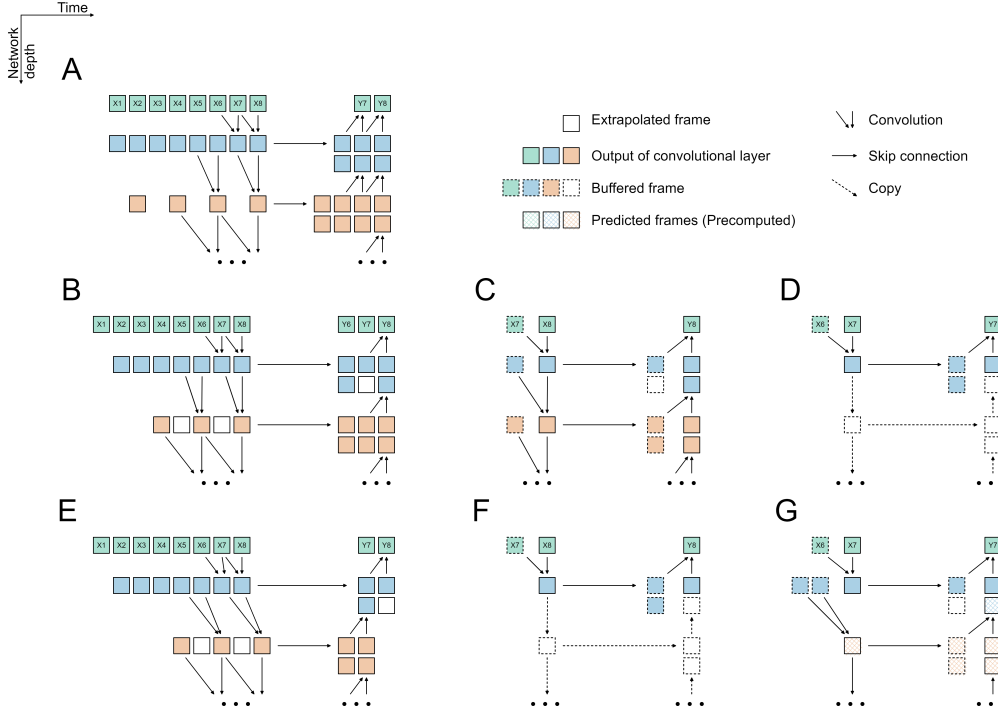 Time
Network
depth
A
X1 X2 X3 X4 X5 X6 X7 X8 Y7 Y8
Extrapolated frame
Output of convolutional layer
Buffered frame
Predicted frames (Precomputed)
Convolution
Skip connection
Copy
B
X1 X2 X3 X4 X5 X6 X7 X8 Y6 Y7 Y8
C
X7 X8 Y8
D
X6 X7 Y7
E
X1 X2 X3 X4 X5 X6 X7 X8 Y7 Y8
F
X7 X8 Y8
G
X6 X7 Y7